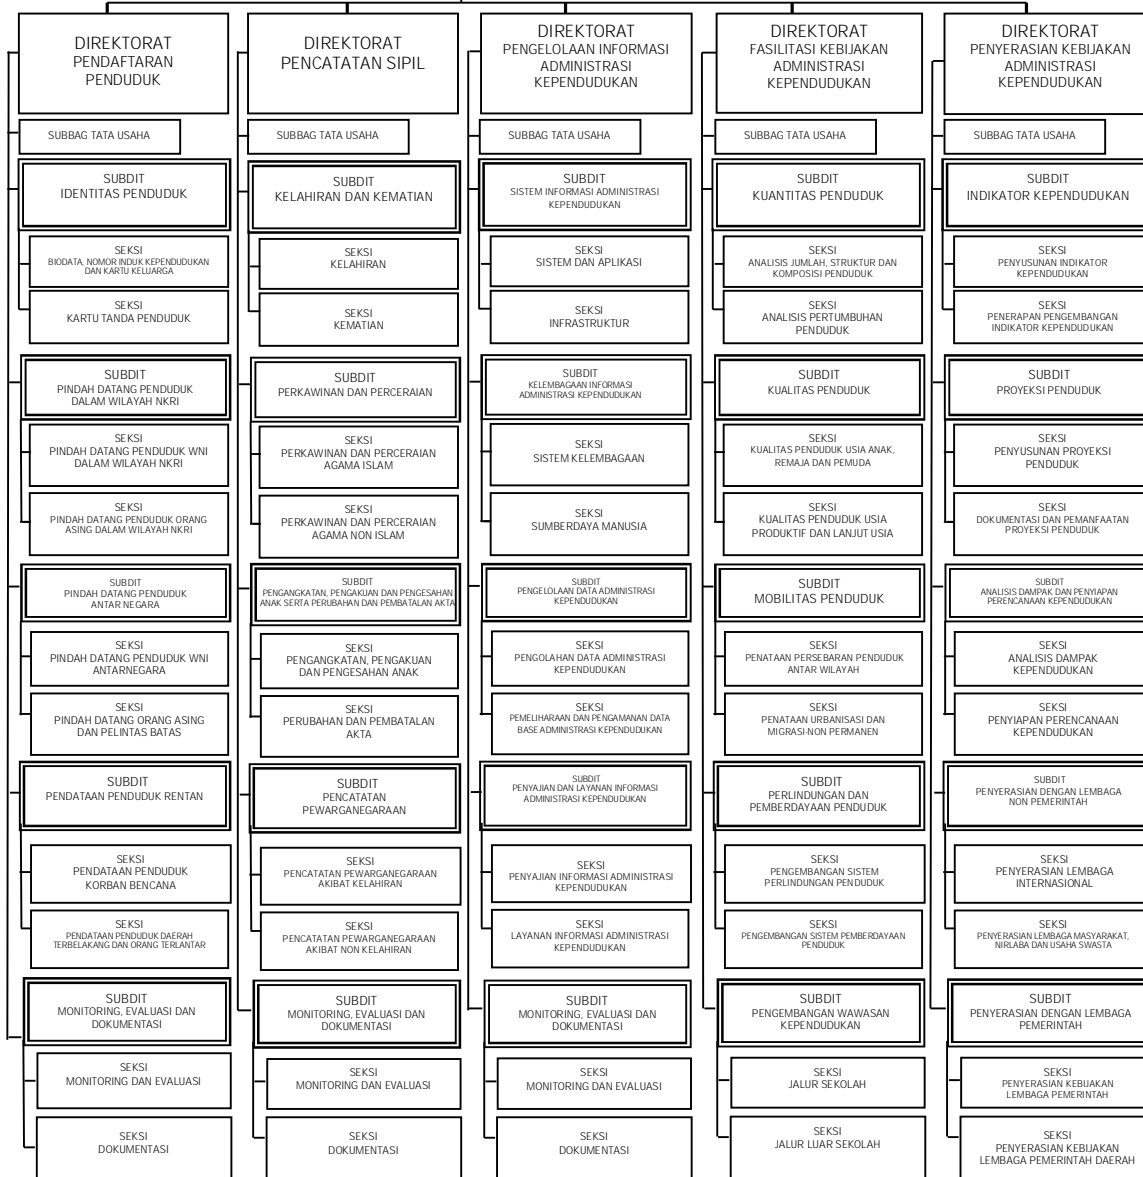 DIREKTORAT
PENDAFTARAN
PENDUDUK
SUBBAG TATA USAHA
SUBDIT
IDENTITAS PENDUDUK
SEKSI
BIODATA, NOMOR INDUK KEPENDUDUKAN
DAN KARTU KELUARGA
SEKSI
KARTU TANDA PENDUDUK
SUBDIT
PINDAH DATANG PENDUDUK
DALAM WILAYAH NKRI
SEKSI
PINDAH DATANG PENDUDUK WNI
DALAM WILAYAH NKRI
SEKSI
PINDAH DATANG PENDUDUK ORANG
ASING DALAM WILAYAH NKRI
SUBDIT
PINDAH DATANG PENDUDUK
ANTAR NEGARA
SEKSI
PINDAH DATANG PENDUDUK WNI
ANTARNEGARA
SEKSI
PINDAH DATANG ORANG ASING
DAN PELINTAS BATAS
SUBDIT
PENDATAAN PENDUDUK RENTAN
SEKSI
PENDATAAN PENDUDUK
KORBAN BENCANA
SEKSI
PENDATAAN PENDUDUK DAERAH
TERBELAKANG DAN ORANG TERLANTAR
SUBDIT
MONITORING, EVALUASI DAN
DOKUMENTASI
SEKSI
MONITORING DAN EVALUASI
SEKSI
DOKUMENTASI
DIREKTORAT
PENCATATAN SIPIL
SUBBAG TATA USAHA
SUBDIT
KELAHIRAN DAN KEMATIAN
SEKSI
KELAHIRAN
SEKSI
KEMATIAN
SUBDIT
PERKAWINAN DAN PERCERAIAN
SEKSI
PERKAWINAN DAN PERCERAIAN
AGAMA ISLAM
SEKSI
PERKAWINAN DAN PERCERAIAN
AGAMA NON ISLAM
SUBDIT
PENGANGKATAN, PENGAKUAN DAN PENGESAHAN
ANAK SERTA PERUBAHAN DAN PEMBATALAN AKTA
SEKSI
PENGANGKATAN, PENGAKUAN
DAN PENGESAHAN ANAK
SEKSI
PERUBAHAN DAN PEMBATALAN
AKTA
SUBDIT
PENCATATAN
PEWARGANEGARAAN
SEKSI
PENCATATAN PEWARGANEGARAAN
AKIBAT KELAHIRAN
SEKSI
PENCATATAN PEWARGANEGARAAN
AKIBAT NON KELAHIRAN
SUBDIT
MONITORING, EVALUASI DAN
DOKUMENTASI
SEKSI
MONITORING DAN EVALUASI
SEKSI
DOKUMENTASI
DIREKTORAT
PENGELOLAAN INFORMASI
ADMINISTRASI
KEPENDUDUKAN
SUBBAG TATA USAHA
SUBDIT
SISTEM INFORMASI ADMINISTRASI
KEPENDUDUKAN
SEKSI
SISTEM DAN APLIKASI
SEKSI
INFRASTRUKTUR
SUBDIT
KELEMBAGAAN INFORMASI
ADMINISTRASI KEPENDUDUKAN
SEKSI
SISTEM KELEMBAGAAN
SEKSI
SUMBERDAYA MANUSIA
SUBDIT
PENGELOLAAN DATA ADMINISTRASI
KEPENDUDUKAN
SEKSI
PENGOLAHAN DATA ADMINISTRASI
KEPENDUDUKAN
SEKSI
PEMELIHARAAN DAN PENGAMANAN DATA
BASE ADMINISTRASI KEPENDUDUKAN
SUBDIT
PENYAJIAN DAN LAYANAN INFORMASI
ADMINISTRASI KEPENDUDUKAN
SEKSI
PENYAJIAN INFORMASI ADMINISTRASI
KEPENDUDUKAN
SEKSI
LAYANAN INFORMASI ADMINISTRASI
KEPENDUDUKAN
SUBDIT
MONITORING, EVALUASI DAN
DOKUMENTASI
SEKSI
MONITORING DAN EVALUASI
SEKSI
DOKUMENTASI
DIREKTORAT
FASILITASI KEBIJAKAN
ADMINISTRASI
KEPENDUDUKAN
SUBBAG TATA USAHA
SUBDIT
KUANTITAS PENDUDUK
SEKSI
ANALISIS JUMLAH, STRUKTUR DAN
KOMPOSISI PENDUDUK
SEKSI
ANALISIS PERTUMBUHAN
PENDUDUK
SUBDIT
KUALITAS PENDUDUK
SEKSI
KUALITAS PENDUDUK USIA ANAK,
REMAJA DAN PEMUDA
SEKSI
KUALITAS PENDUDUK USIA
PRODUKTIF DAN LANJUT USIA
SUBDIT
MOBILITAS PENDUDUK
SEKSI
PENATAAN PERSEBARAN PENDUDUK
ANTAR WILAYAH
SEKSI
PENATAAN URBANISASI DAN
MIGRASI-NON PERMANEN
SUBDIT
PERLINDUNGAN DAN
PEMBERDAYAAN PENDUDUK
SEKSI
PENGEMBANGAN SISTEM
PERLINDUNGAN PENDUDUK
SEKSI
PENGEMBANGAN SISTEM PEMBERDAYAAN
PENDUDUK
SUBDIT
PENGEMBANGAN WAWASAN
KEPENDUDUKAN
SEKSI
JALUR SEKOLAH
SEKSI
JALUR LUAR SEKOLAH
DIREKTORAT
PENYERASIAN KEBIJAKAN
ADMINISTRASI
KEPENDUDUKAN
SUBBAG TATA USAHA
SUBDIT
INDIKATOR KEPENDUDUKAN
SEKSI
PENYUSUNAN INDIKATOR
KEPENDUDUKAN
SEKSI
PENERAPAN PENGEMBANGAN
INDIKATOR KEPENDUDUKAN
SUBDIT
PROYEKSI PENDUDUK
SEKSI
PENYUSUNAN PROYEKSI
PENDUDUK
SEKSI
DOKUMENTASI DAN PEMANFAATAN
PROYEKSI PENDUDUK
SUBDIT
ANALISIS DAMPAK DAN PENYIAPAN
PERENCANAAN KEPENDUDUKAN
SEKSI
ANALISIS DAMPAK
KEPENDUDUKAN
SEKSI
PENYIAPAN PERENCANAAN
KEPENDUDUKAN
SUBDIT
PENYERASIAN DENGAN LEMBAGA
NON PEMERINTAH
SEKSI
PENYERASIAN LEMBAGA
INTERNASIONAL
SEKSI
PENYERASIAN LEMBAGA MASYARAKAT,
NIRLABA DAN USAHA SWASTA
SUBDIT
PENYERASIAN DENGAN LEMBAGA
PEMERINTAH
SEKSI
PENYERASIAN KEBIJAKAN
LEMBAGA PEMERINTAH
SEKSI
PENYERASIAN KEBIJAKAN
LEMBAGA PEMERINTAH DAERAH